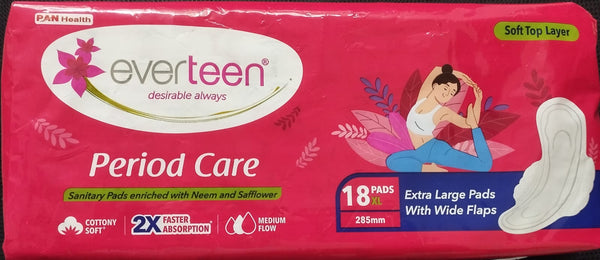 PAN Health
everteen®
desirable always
Period Care
Sanitary Pads enriched with Neem and Safflower
COTTONY
SOFT*
2X FASTER
ABSORPTION*
MEDIUM
FLOW
Soft Top Layer
18 PADS
XL
285mm
Extra Large Pads
With Wide Flaps